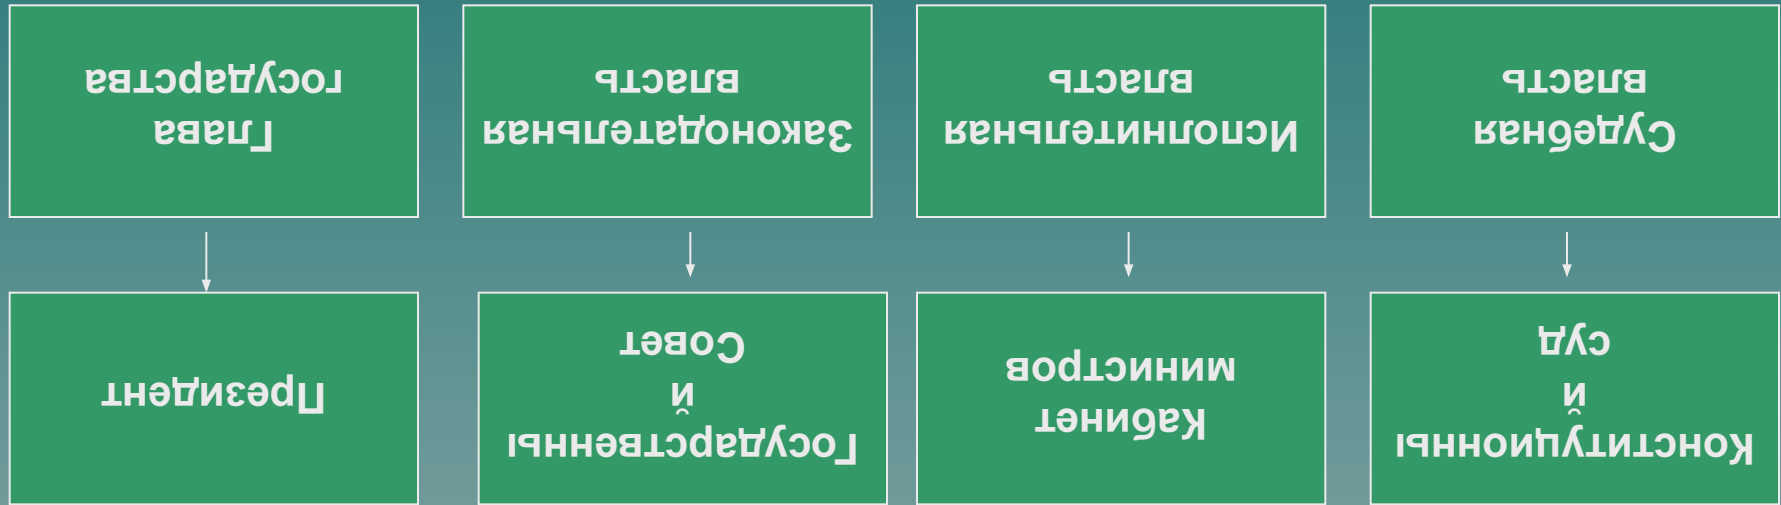 Глава
государства
Законодательная
власть
Исполнительная
власть
Судебная
власть
Президент
Государственны
й
Совет
Кабинет
министров
Конституционны
й
суд